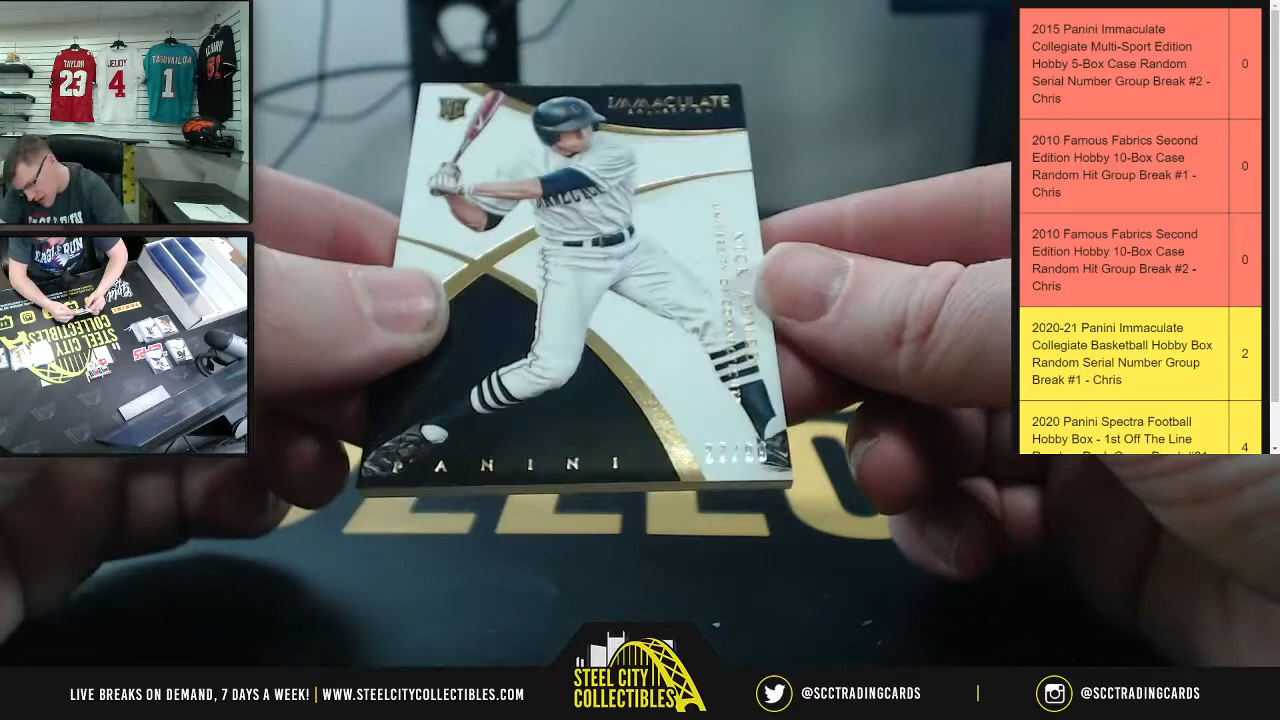 TAYLOR
23
JEUDY
4
TAGOVAILOA
1
51
EAGLE RUN
STEEL CITY
COLLECTIBLES
RC
IMMACULATE
COLLECTION
PANINI
2015 Panini Immaculate
Collegiate Multi-Sport Edition
Hobby 5-Box Case Random
Serial Number Group Break #2 -
Chris
0
2010 Famous Fabrics Second
Edition Hobby 10-Box Case
Random Hit Group Break #1 -
Chris
0
2010 Famous Fabrics Second
Edition Hobby 10-Box Case
Random Hit Group Break #2 -
Chris
0
2020-21 Panini Immaculate
Collegiate Basketball Hobby Box
Random Serial Number Group
Break #1 - Chris
2
2020 Panini Spectra Football
Hobby Box - 1st Off The Line
4
LIVE BREAKS ON DEMAND, 7 DAYS A WEEK! | WWW.STEELCITYCOLLECTIBLES.COM
STEEL CITY
COLLECTIBLES
@SCCTRADINGCARDS | @SCCTRADINGCARDS